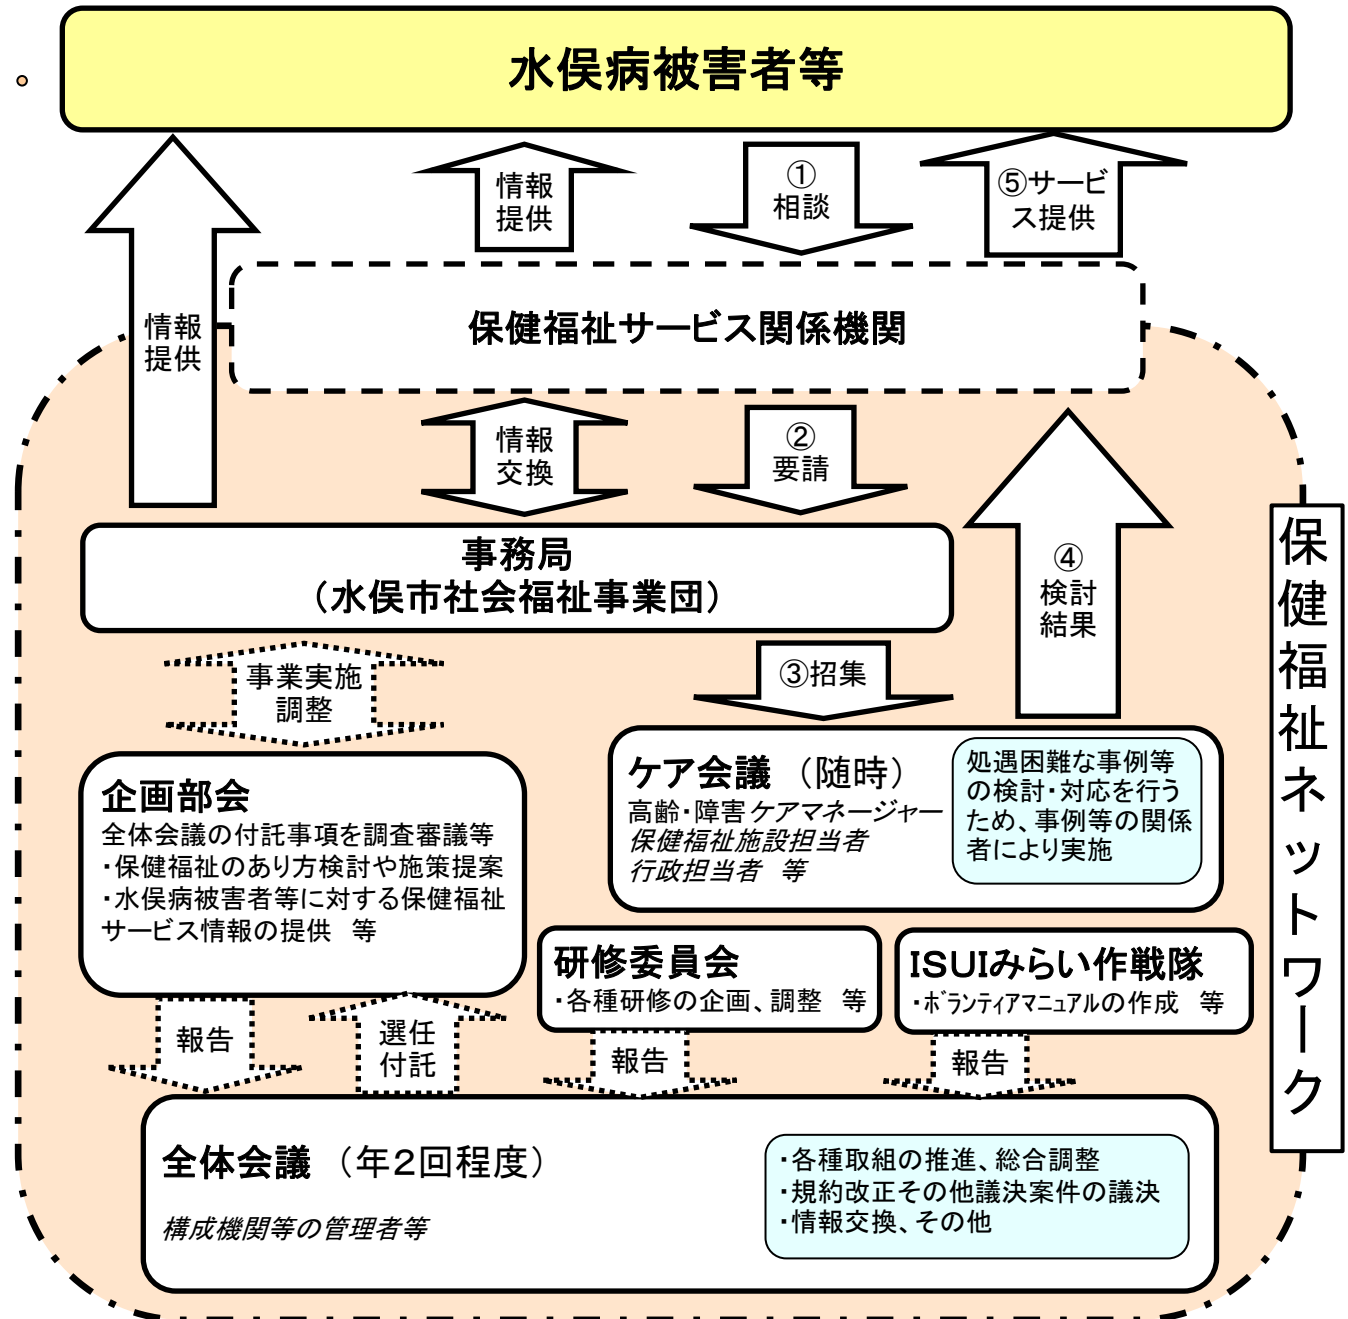 水俣病被害者等
情報
提供
①
相談
⑤サービ
ス提供
保健福祉サービス関係機関
情報
提供
情報
交換
②
要請
④
検討
結果
事務局
（水俣市社会福祉事業団）
事業実施
調整
③招集
保健福祉ネットワーク
企画部会
全体会議の付託事項を調査審議等
・保健福祉のあり方検討や施策提案
・水俣病被害者等に対する保健福祉
サービス情報の提供　等
ケア会議　（随時）
高齢・障害ケアマネージャー
保健福祉施設担当者
行政担当者　等
処遇困難な事例等
の検討・対応を行う
ため、事例等の関係
者により実施
研修委員会
・各種研修の企画、調整　等
ISUIみらい作戦隊
・ﾎﾞランティアマニュアルの作成　等
報告
選任
付託
報告
報告
全体会議　（年２回程度）
構成機関等の管理者等
・各種取組の推進、総合調整
・規約改正その他議決案件の議決
・情報交換、その他